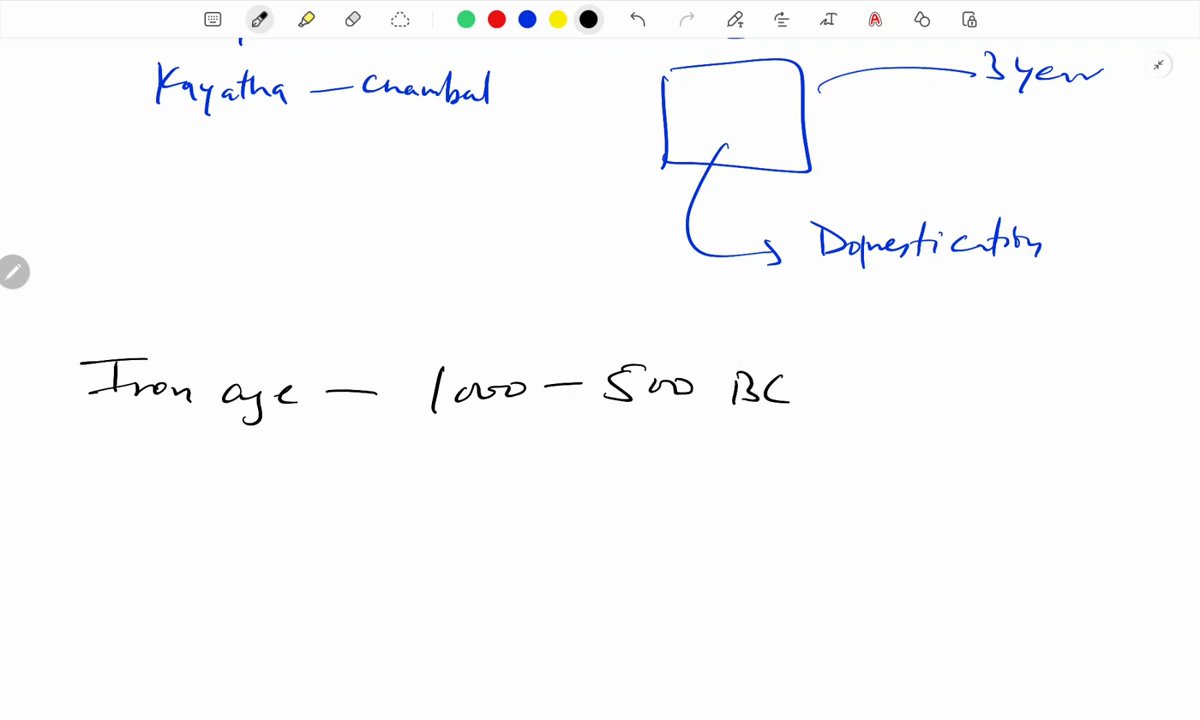 Kayatha — Chambal
3 year
Domestication
Iron age — 1000 — 500 BC